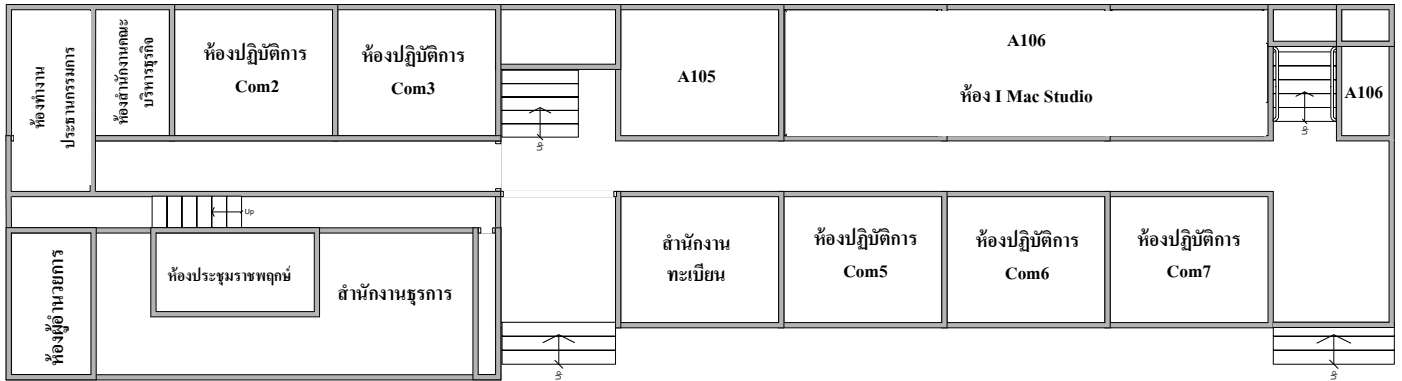 ห้องทำงาน
ประธานกรรมการ
ห้องสำนักงานคณะ
บริหารธุรกิจ
ห้องปฏิบัติการ
Com2
ห้องปฏิบัติการ
Com3
Up
A105
A106
ห้อง I Mac Studio
Up
A106
Up
ห้องผู้อำนวยการ
ห้องประชุมราชพฤกษ์
สำนักงานธุรการ
สำนักงาน
ทะเบียน
ห้องปฏิบัติการ
Com5
ห้องปฏิบัติการ
Com6
ห้องปฏิบัติการ
Com7
Up
Up